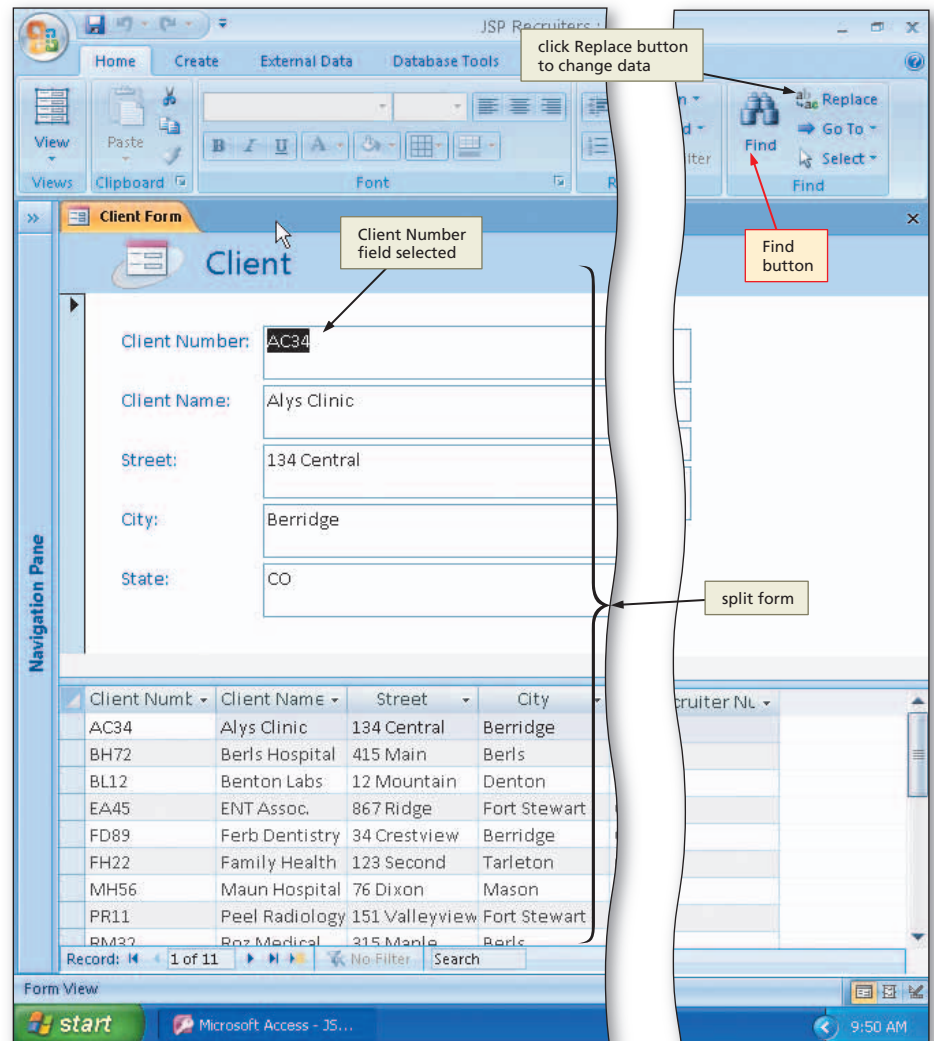 JSP Recruiters :
click Replace button
to change data
Home Create External Data Database Tools
View
Paste
B I U A
Find
Replace
Go To
Select
Views Clipboard Font Find
Client Form
Client Number
field selected
Find
button
Client
Client Number: AC34
Client Name: Alys Clinic
Street: 134 Central
City: Berridge
State: CO
split form
Navigation Pane
Client Numb Client Name Street City cruiter Nu
AC34 Alys Clinic 134 Central Berridge
BH72 Berls Hospital 415 Main Berls
BL12 Benton Labs 12 Mountain Denton
EA45 ENT Assoc. 867 Ridge Fort Stewart
FD89 Ferb Dentistry 34 Crestview Berridge
FH22 Family Health 123 Second Tarleton
MH56 Maun Hospital 76 Dixon Mason
PR11 Peel Radiology 151 Valleyview Fort Stewart
RM32 Roz Medical 315 Maple Berls
Record: 1 of 11 No Filter Search
Form View
start Microsoft Access - JS... 9:50 AM